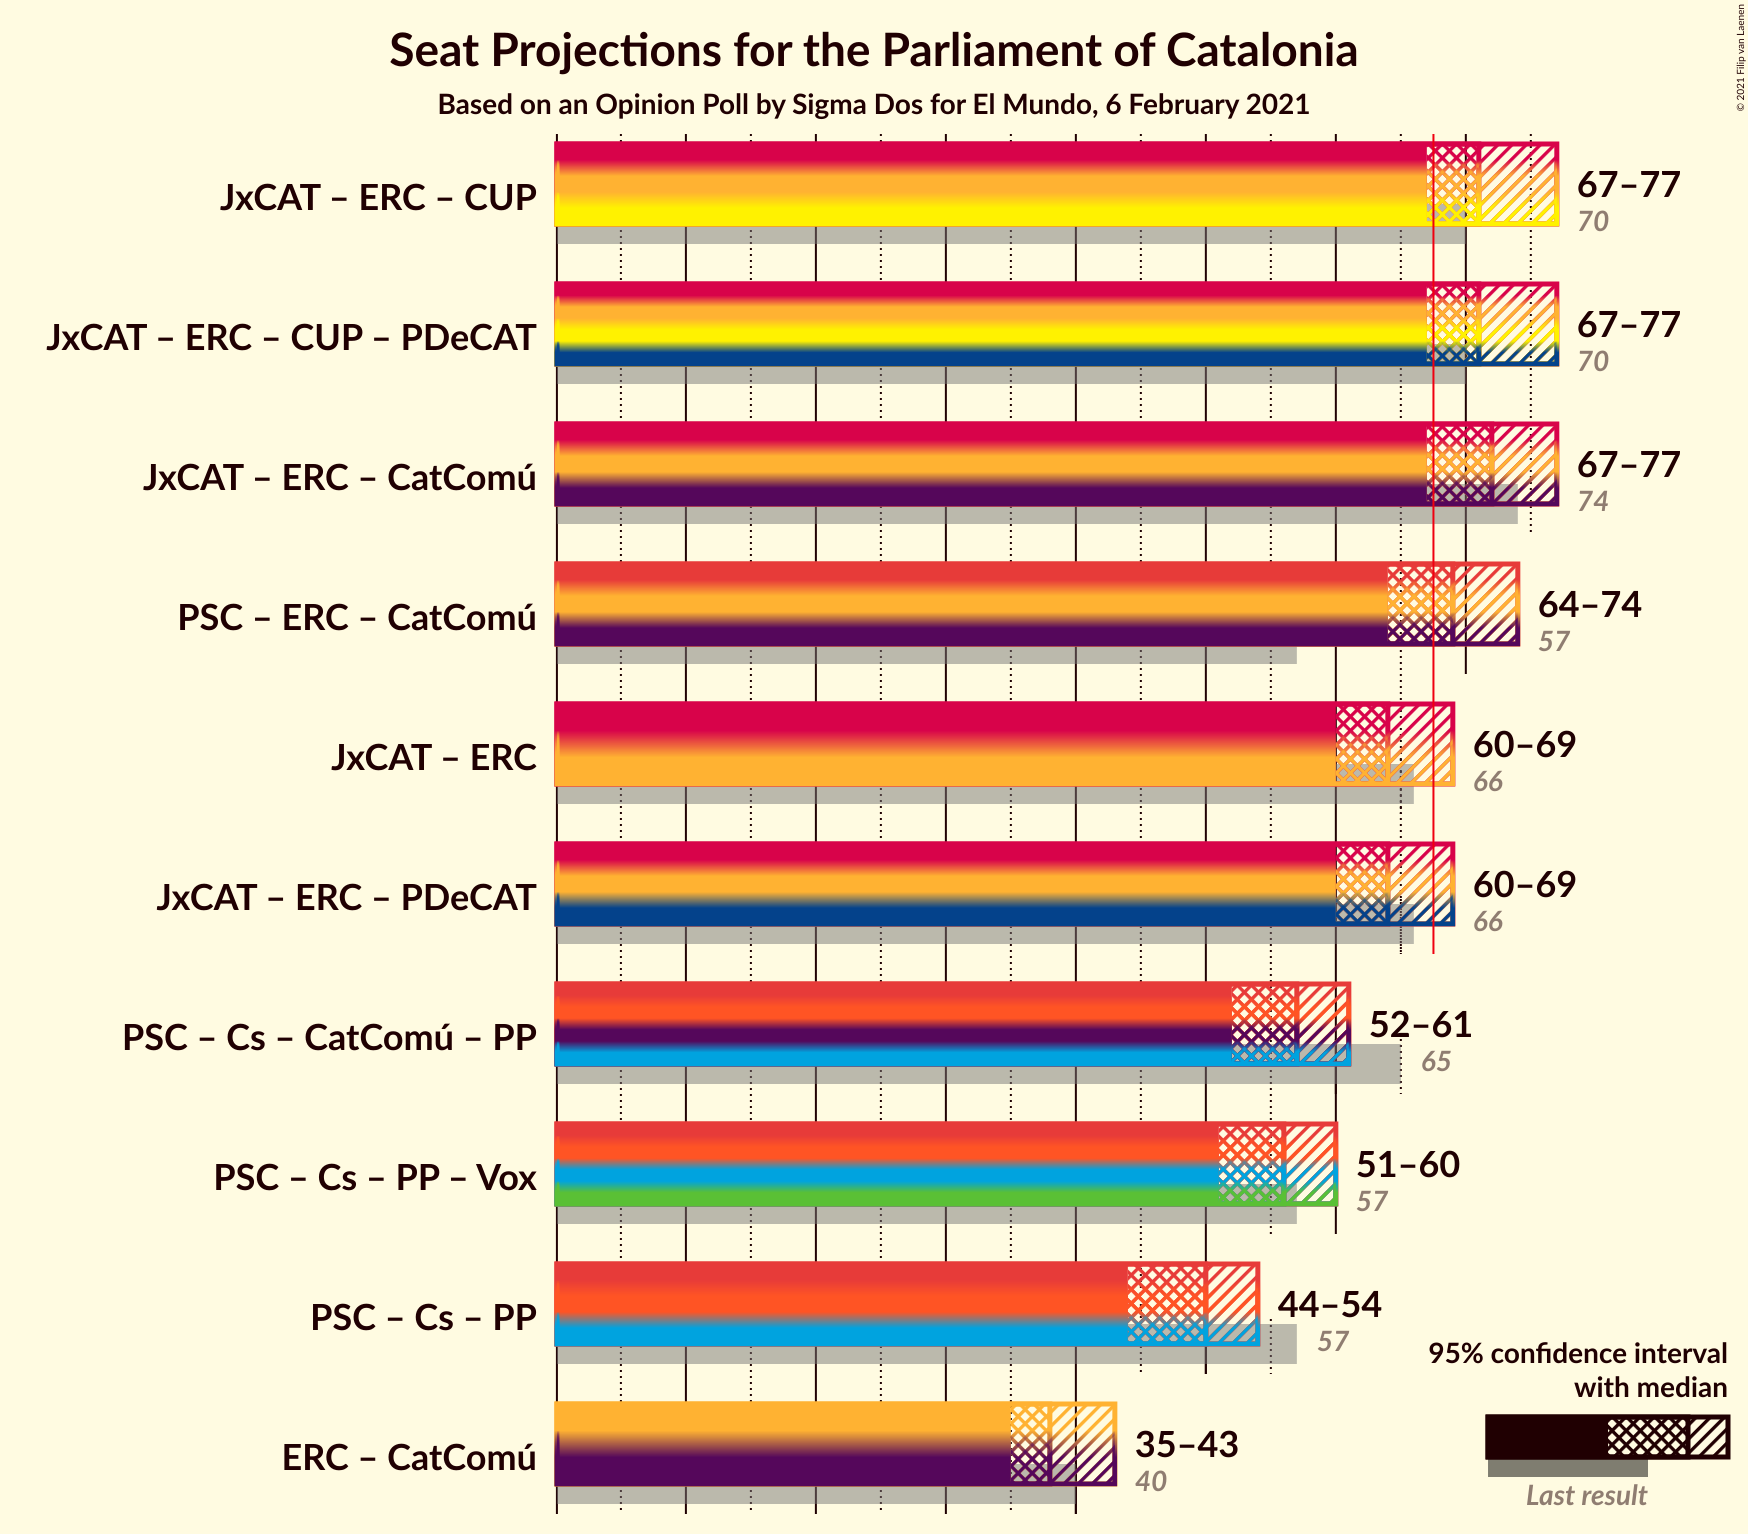 Seat Projections for the Parliament of Catalonia
Based on an Opinion Poll by Sigma Dos for El Mundo, 6 February 2021
© 2021 Filip van Laenen
JxCAT – ERC – CUP
67–77
70
JxCAT – ERC – CUP – PDeCAT
67–77
70
JxCAT – ERC – CatComú
67–77
74
PSC – ERC – CatComú
64–74
57
JxCAT – ERC
60–69
66
JxCAT – ERC – PDeCAT
60–69
66
PSC – Cs – CatComú – PP
52–61
65
PSC – Cs – PP – Vox
51–60
57
PSC – Cs – PP
44–54
57
ERC – CatComú
35–43
40
95% confidence interval
with median
Last result